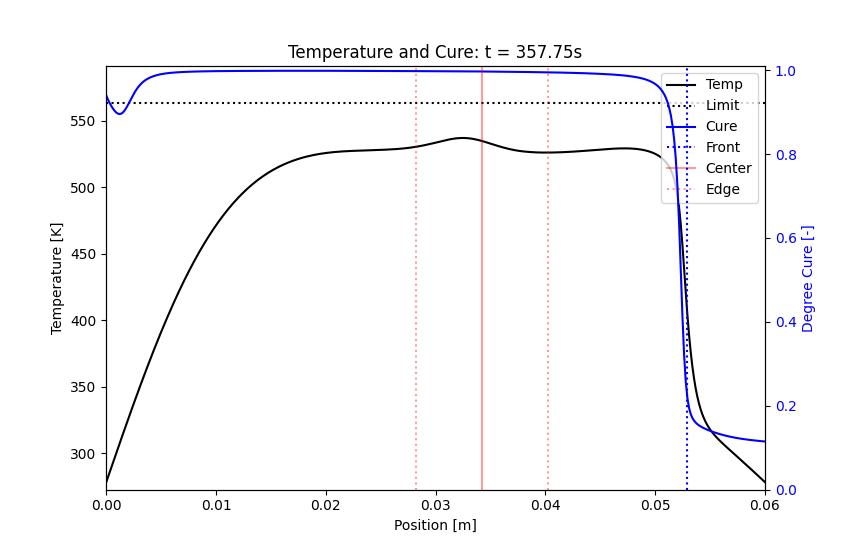 Temperature and Cure: t = 357.75s
Temp
Limit
Cure
Front
Center
Edge
550
500
450
400
350
300
Temperature [K]
1.0
0.8
0.6
0.4
0.2
0.0
Degree Cure [-]
0.00 0.01 0.02 0.03 0.04 0.05 0.06
Position [m]